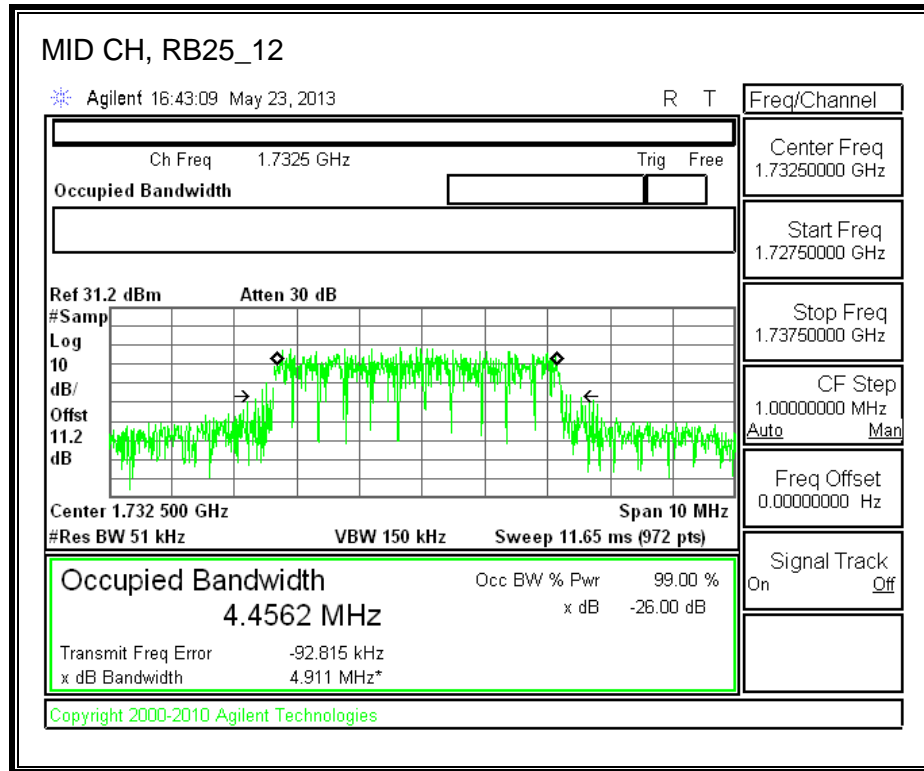 MID CH, RB25_12
Agilent 16:43:09 May 23, 2013 R T
Ch Freq 1.7325 GHz Trig Free
Occupied Bandwidth
Ref 31.2 dBm Atten 30 dB
#Samp
Log
10
dB/
Offst
11.2
dB
Center 1.732 500 GHz Span 10 MHz
#Res BW 51 kHz VBW 150 kHz Sweep 11.65 ms (972 pts)
Occupied Bandwidth Occ BW % Pwr 99.00 %
4.4562 MHz x dB -26.00 dB
Transmit Freq Error -92.815 kHz
x dB Bandwidth 4.911 MHz*
Copyright 2000-2010 Agilent Technologies
Freq/Channel
Center Freq
1.73250000 GHz
Start Freq
1.72750000 GHz
Stop Freq
1.73750000 GHz
CF Step
1.00000000 MHz
Auto Man
Freq Offset
0.00000000 Hz
Signal Track
On Off